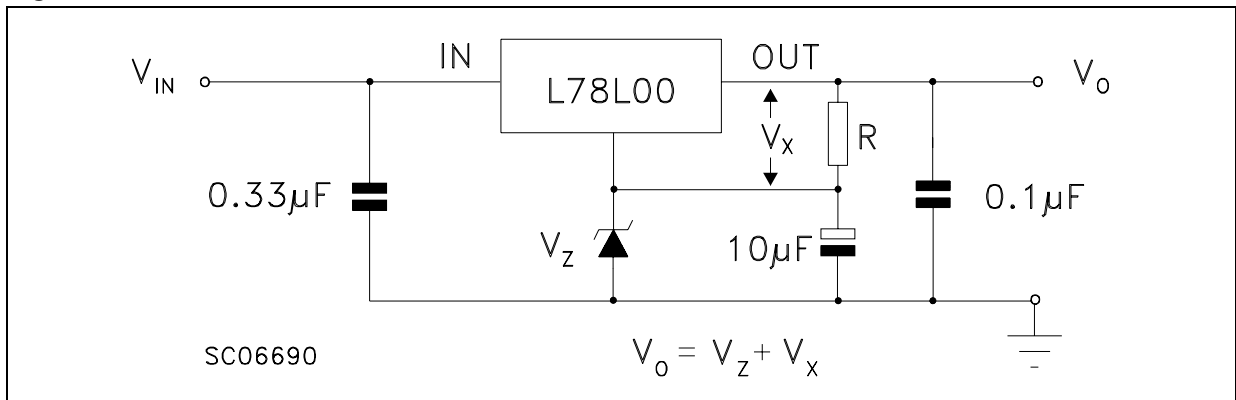 IN
OUT
V_IN
L78L00
V_O
V_X
R
0.33µF
0.1µF
V_Z
10µF
SC06690
V_O = V_Z + V_X